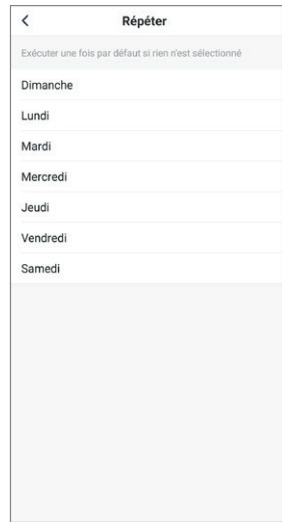 Répéter
Exécuter une fois par défaut si rien n'est sélectionné
Dimanche
Lundi
Mardi
Mercredi
Jeudi
Vendredi
Samedi